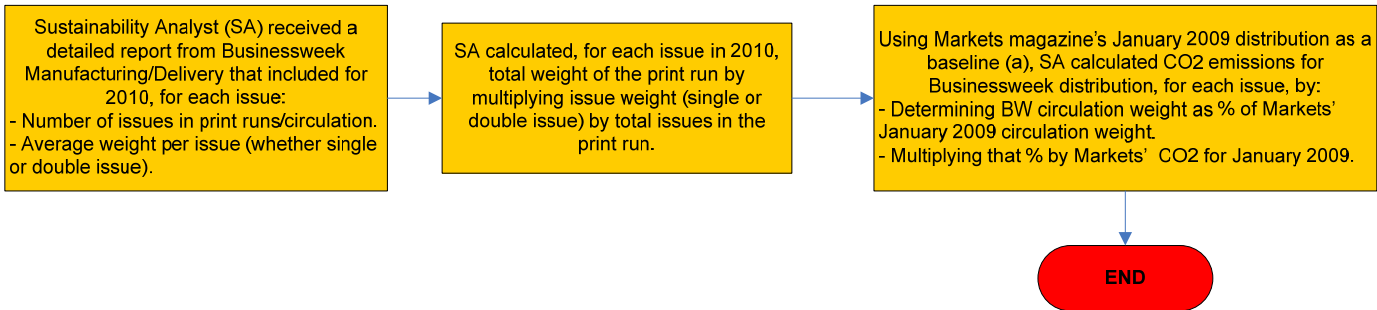 Sustainability Analyst (SA) received a
detailed report from Businessweek
Manufacturing/Delivery that included for
2010, for each issue:
- Number of issues in print runs/circulation.
- Average weight per issue (whether single
or double issue).
SA calculated, for each issue in 2010,
total weight of the print run by
multiplying issue weight (single or
double issue) by total issues in the
print run.
Using Markets magazine's January 2009 distribution as a
baseline (a), SA calculated CO2 emissions for
Businessweek distribution, for each issue, by:
- Determining BW circulation weight as % of Markets'
January 2009 circulation weight.
- Multiplying that % by Markets' CO2 for January 2009.
END